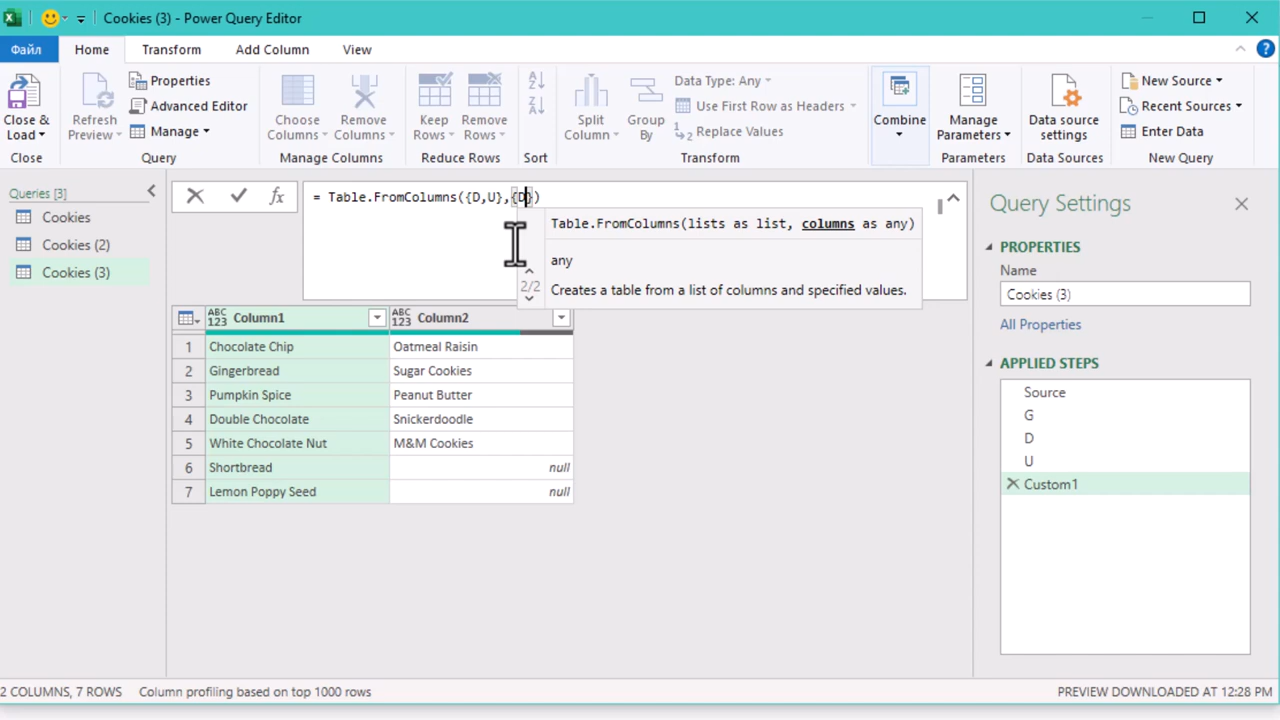 Cookies (3) - Power Query Editor
Файл Home Transform Add Column View
Close & Load
Refresh Preview
Properties
Advanced Editor
Manage
Choose Columns
Remove Columns
Keep Rows
Remove Rows
Split Column
Group By
Data Type: Any
Use First Row as Headers
Replace Values
Combine
Manage Parameters
Data source settings
New Source
Recent Sources
Enter Data
Close Query Manage Columns Reduce Rows Sort Transform Parameters Data Sources New Query
Queries [3]
Cookies
Cookies (2)
Cookies (3)
fx
= Table.FromColumns({D,U},{D})
Table.FromColumns(lists as list, columns as any)
any
2/2
Creates a table from a list of columns and specified values.
ABC 123 Column1 ABC 123 Column2
1 Chocolate Chip Oatmeal Raisin
2 Gingerbread Sugar Cookies
3 Pumpkin Spice Peanut Butter
4 Double Chocolate Snickerdoodle
5 White Chocolate Nut M&M Cookies
6 Shortbread null
7 Lemon Poppy Seed null
Query Settings
PROPERTIES
Name
Cookies (3)
All Properties
APPLIED STEPS
Source
G
D
U
Custom1
2 COLUMNS, 7 ROWS Column profiling based on top 1000 rows PREVIEW DOWNLOADED AT 12:28 PM